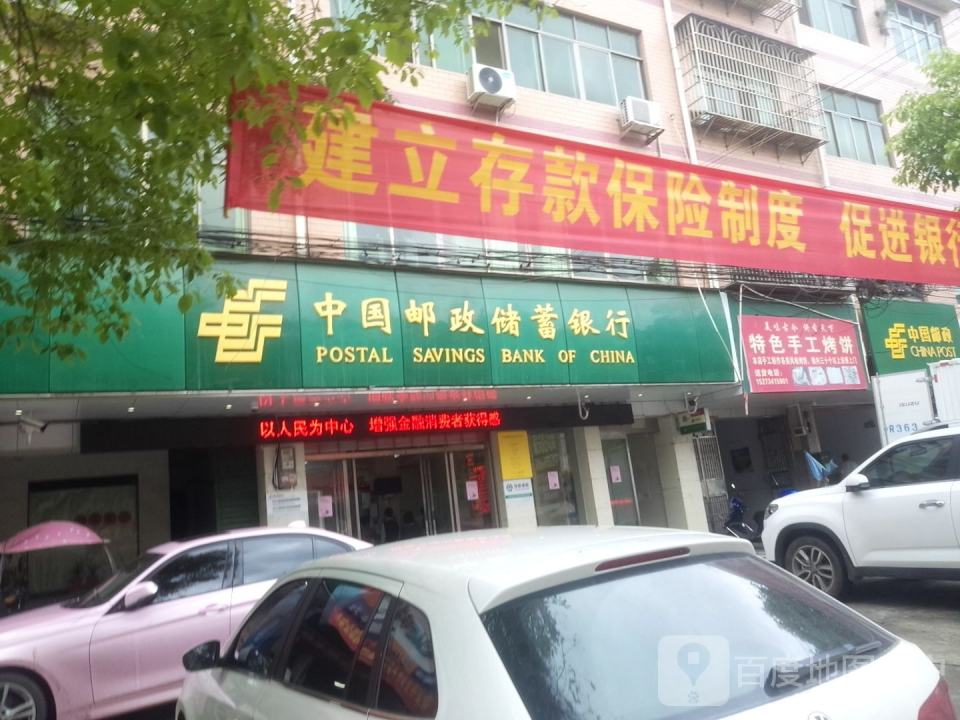 建立存款保险制度 促进银行
中国邮政储蓄银行
POSTAL SAVINGS BANK OF CHINA
以人民为中心 增强金融消费者获得感
特色手工烤饼
中国邮政
CHINA POST
R363
百度地图